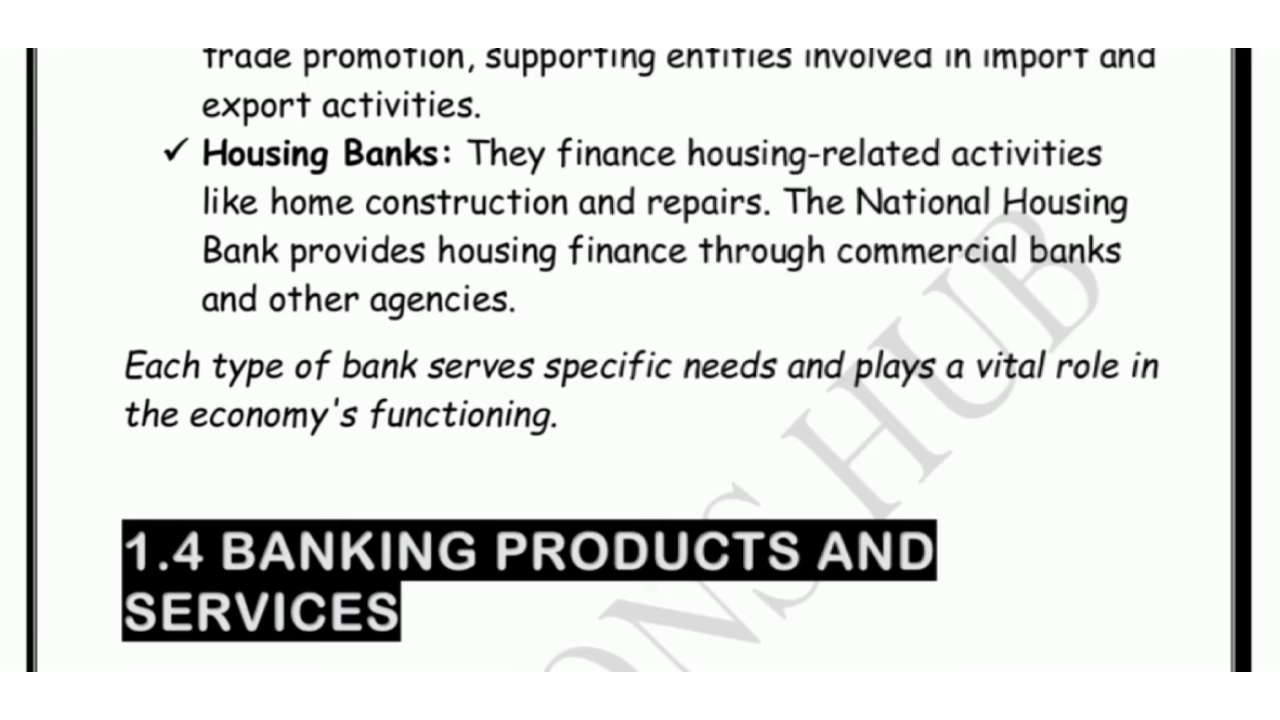 trade promotion, supporting entities involved in import and
export activities.
✓ Housing Banks: They finance housing-related activities
like home construction and repairs. The National Housing
Bank provides housing finance through commercial banks
and other agencies.
Each type of bank serves specific needs and plays a vital role in
the economy's functioning.
1.4 BANKING PRODUCTS AND
SERVICES
ONS HUB